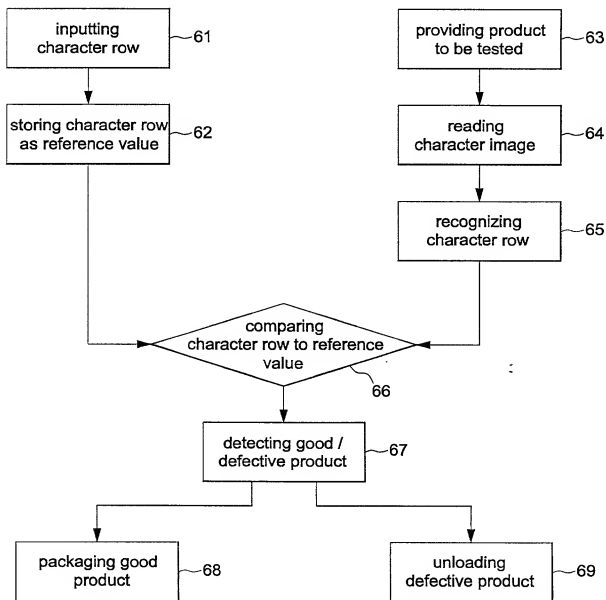 inputting
character row
61
storing character row
as reference value
62
providing product
to be tested
63
reading
character image
64
recognizing
character row
65
comparing
character row to reference
value
66
detecting good /
defective product
67
packaging good
product
68
unloading
defective product
69